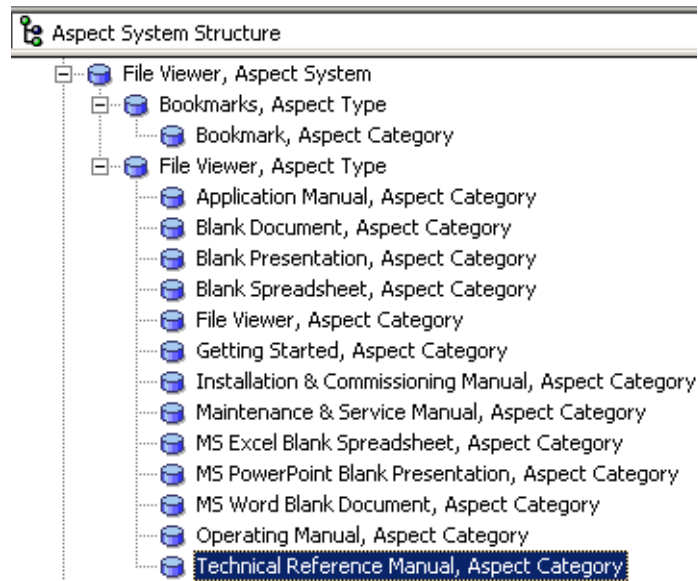 Aspect System Structure
File Viewer, Aspect System
Bookmarks, Aspect Type
Bookmark, Aspect Category
File Viewer, Aspect Type
Application Manual, Aspect Category
Blank Document, Aspect Category
Blank Presentation, Aspect Category
Blank Spreadsheet, Aspect Category
File Viewer, Aspect Category
Getting Started, Aspect Category
Installation & Commissioning Manual, Aspect Category
Maintenance & Service Manual, Aspect Category
MS Excel Blank Spreadsheet, Aspect Category
MS PowerPoint Blank Presentation, Aspect Category
MS Word Blank Document, Aspect Category
Operating Manual, Aspect Category
Technical Reference Manual, Aspect Category